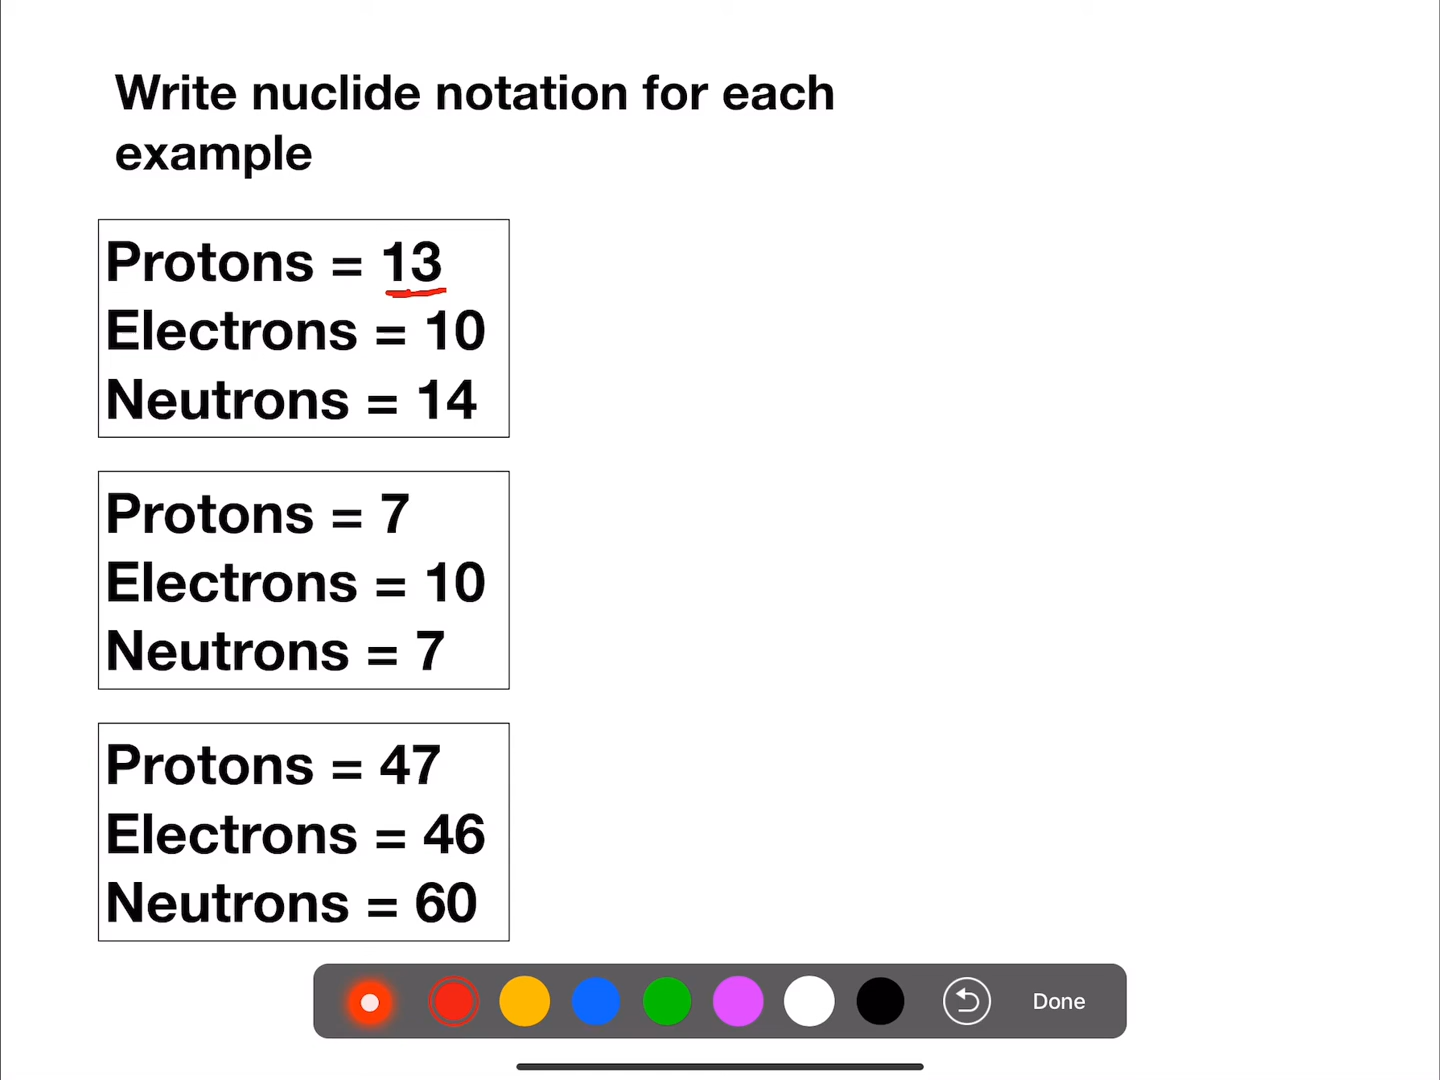 Write nuclide notation for each
example
Protons = 13
Electrons = 10
Neutrons = 14
Protons = 7
Electrons = 10
Neutrons = 7
Protons = 47
Electrons = 46
Neutrons = 60
Done